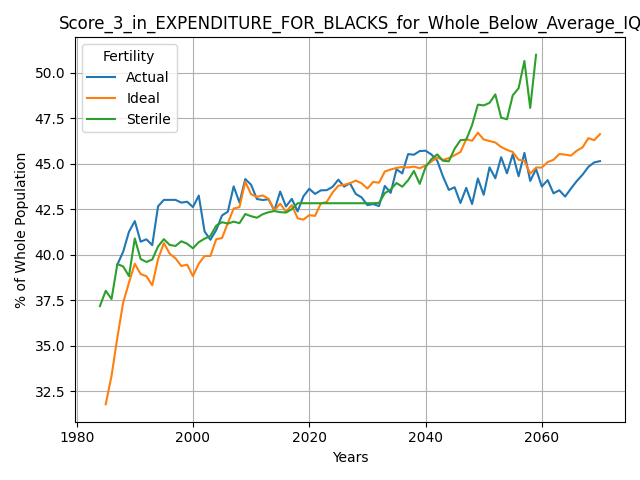 Score_3_in_EXPENDITURE_FOR_BLACKS_for_Whole_Below_Average_IQ
Fertility
Actual
Ideal
Sterile
% of Whole Population
50.0
47.5
45.0
42.5
40.0
37.5
35.0
32.5
1980
2000
2020
2040
2060
Years